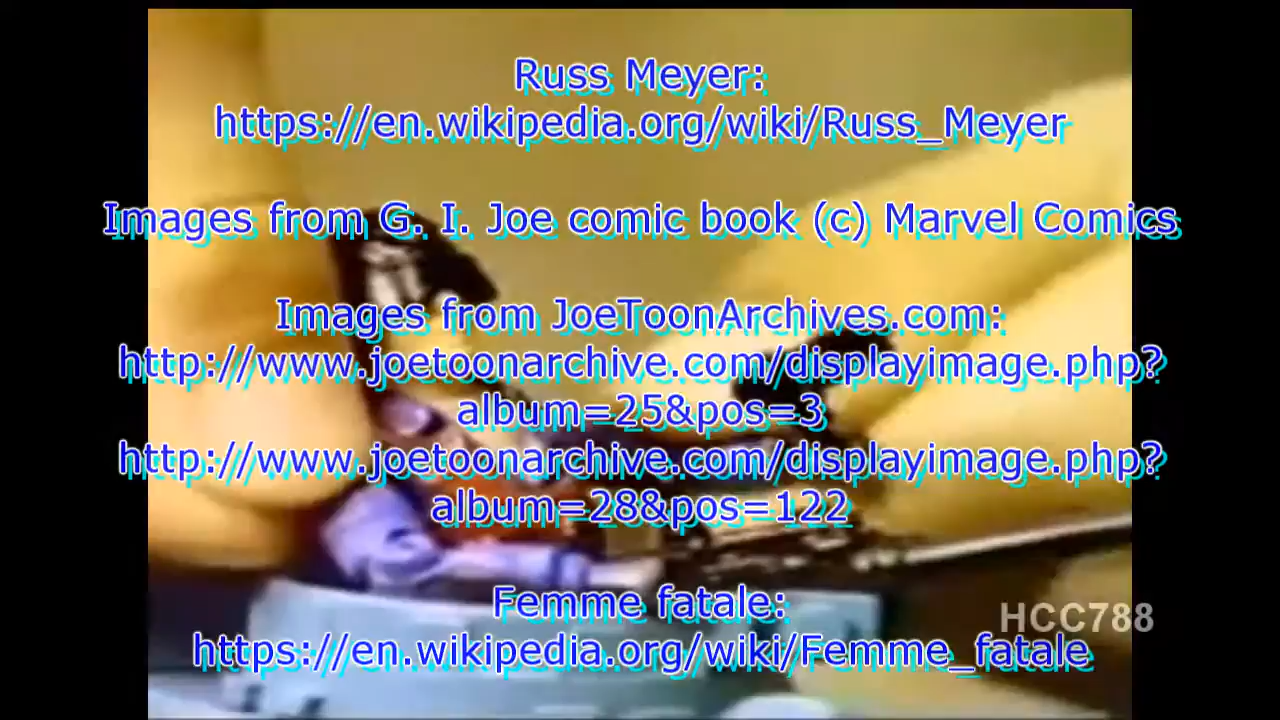 Russ Meyer:
https://en.wikipedia.org/wiki/Russ_Meyer
Images from G. I. Joe comic book (c) Marvel Comics
Images from JoeToonArchives.com:
http://www.joetoonarchive.com/displayimage.php?
album=25&pos=3
http://www.joetoonarchive.com/displayimage.php?
album=28&pos=122
Femme fatale:
https://en.wikipedia.org/wiki/Femme_fatale
HCC788